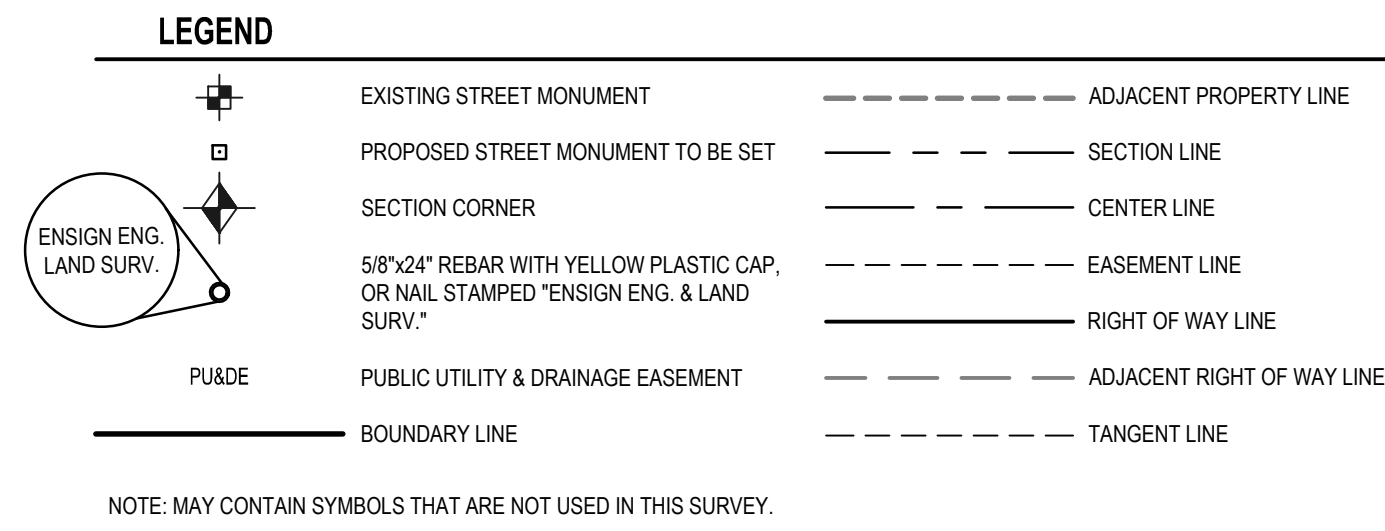 LEGEND
EXISTING STREET MONUMENT
PROPOSED STREET MONUMENT TO BE SET
SECTION CORNER
ENSIGN ENG.
LAND SURV.
5/8"x24" REBAR WITH YELLOW PLASTIC CAP,
OR NAIL STAMPED "ENSIGN ENG. & LAND
SURV."
PU&DE PUBLIC UTILITY & DRAINAGE EASEMENT
BOUNDARY LINE
ADJACENT PROPERTY LINE
SECTION LINE
CENTER LINE
EASEMENT LINE
RIGHT OF WAY LINE
ADJACENT RIGHT OF WAY LINE
TANGENT LINE
NOTE: MAY CONTAIN SYMBOLS THAT ARE NOT USED IN THIS SURVEY.